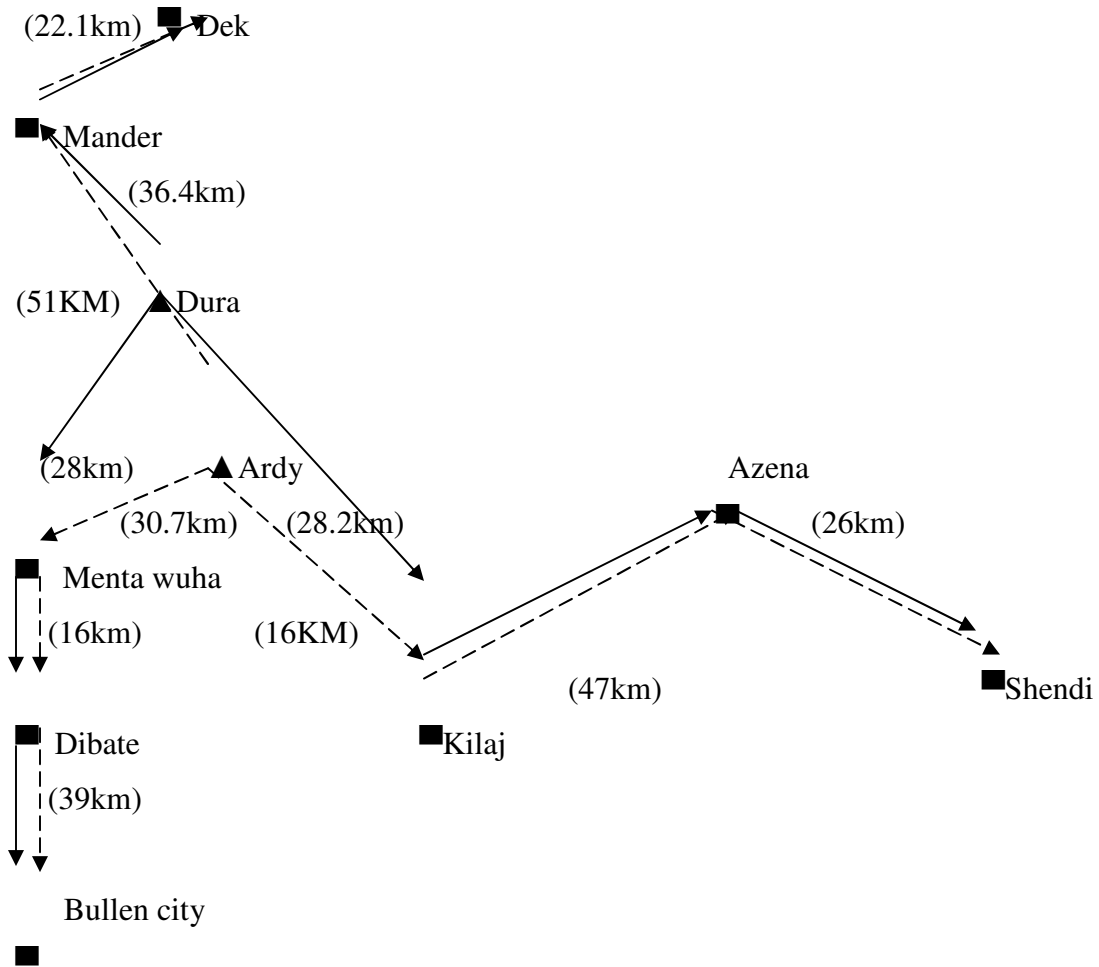 (22.1km) Dek
Mander
(36.4km)
(51KM) Dura
(28km) Ardy Azena
(30.7km) (28.2km) (26km)
Menta wuha
(16km) (16KM)
(47km) Shendi
Dibate Kilaj
(39km)
Bullen city